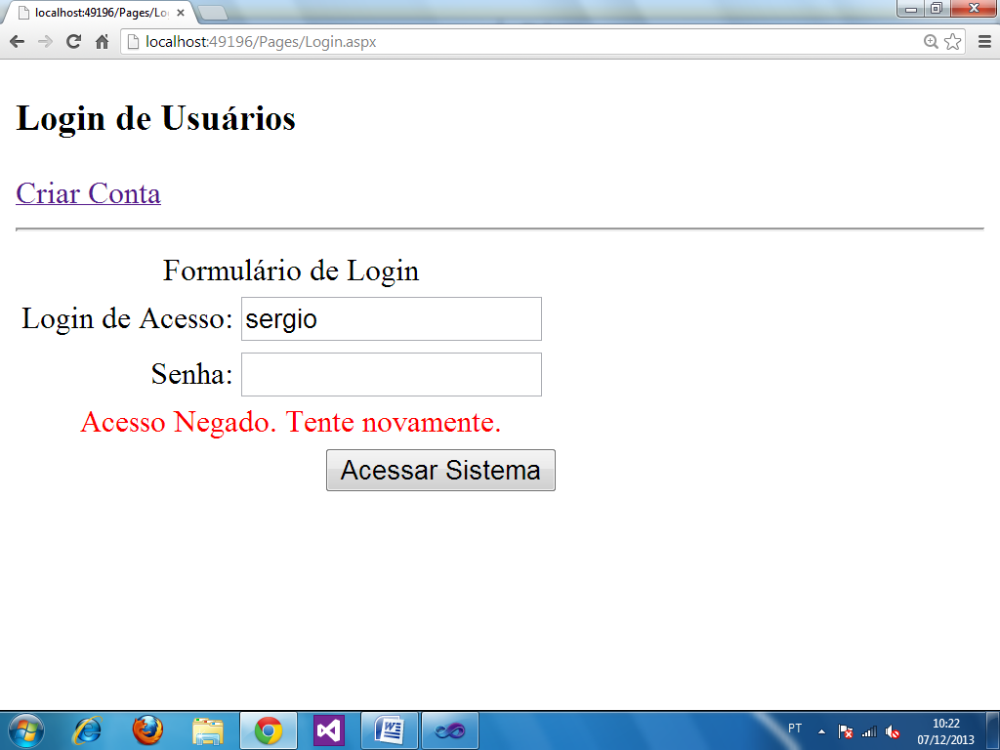 localhost:49196/Pages/Lo
localhost:49196/Pages/Login.aspx
Login de Usuários
Criar Conta
Formulário de Login
Login de Acesso: sergio
Senha:
Acesso Negado. Tente novamente.
Acessar Sistema
PT
10:22
07/12/2013